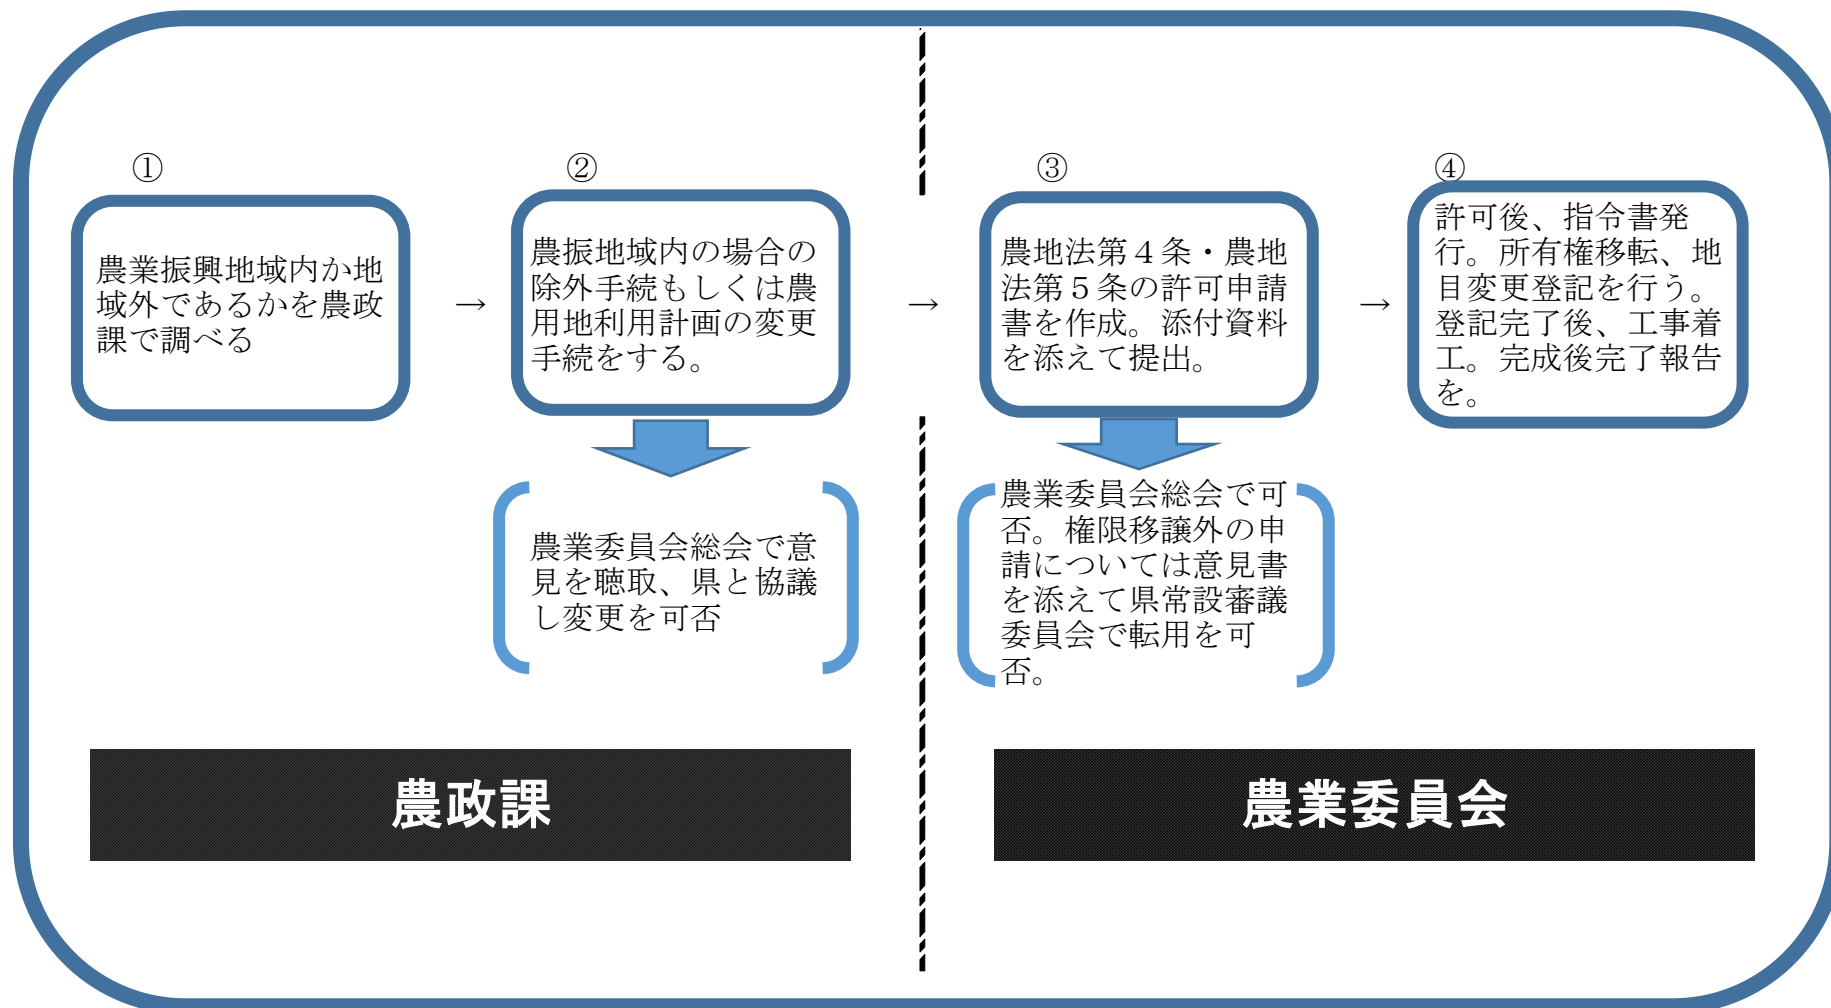 ①
農業振興地域内か地
域外であるかを農政
課で調べる
→
②
農振地域内の場合の
除外手続もしくは農
用地利用計画の変更
手続をする。
農業委員会総会で意
見を聴取、県と協議
し変更を可否
→
③
農地法第４条・農地
法第５条の許可申請
書を作成。添付資料
を添えて提出。
農業委員会総会で可
否。権限移譲外の申
請については意見書
を添えて県常設審議
委員会で転用を可
否。
→
④
許可後、指令書発
行。所有権移転、地
目変更登記を行う。
登記完了後、工事着
工。完成後完了報告
を。
農政課
農業委員会